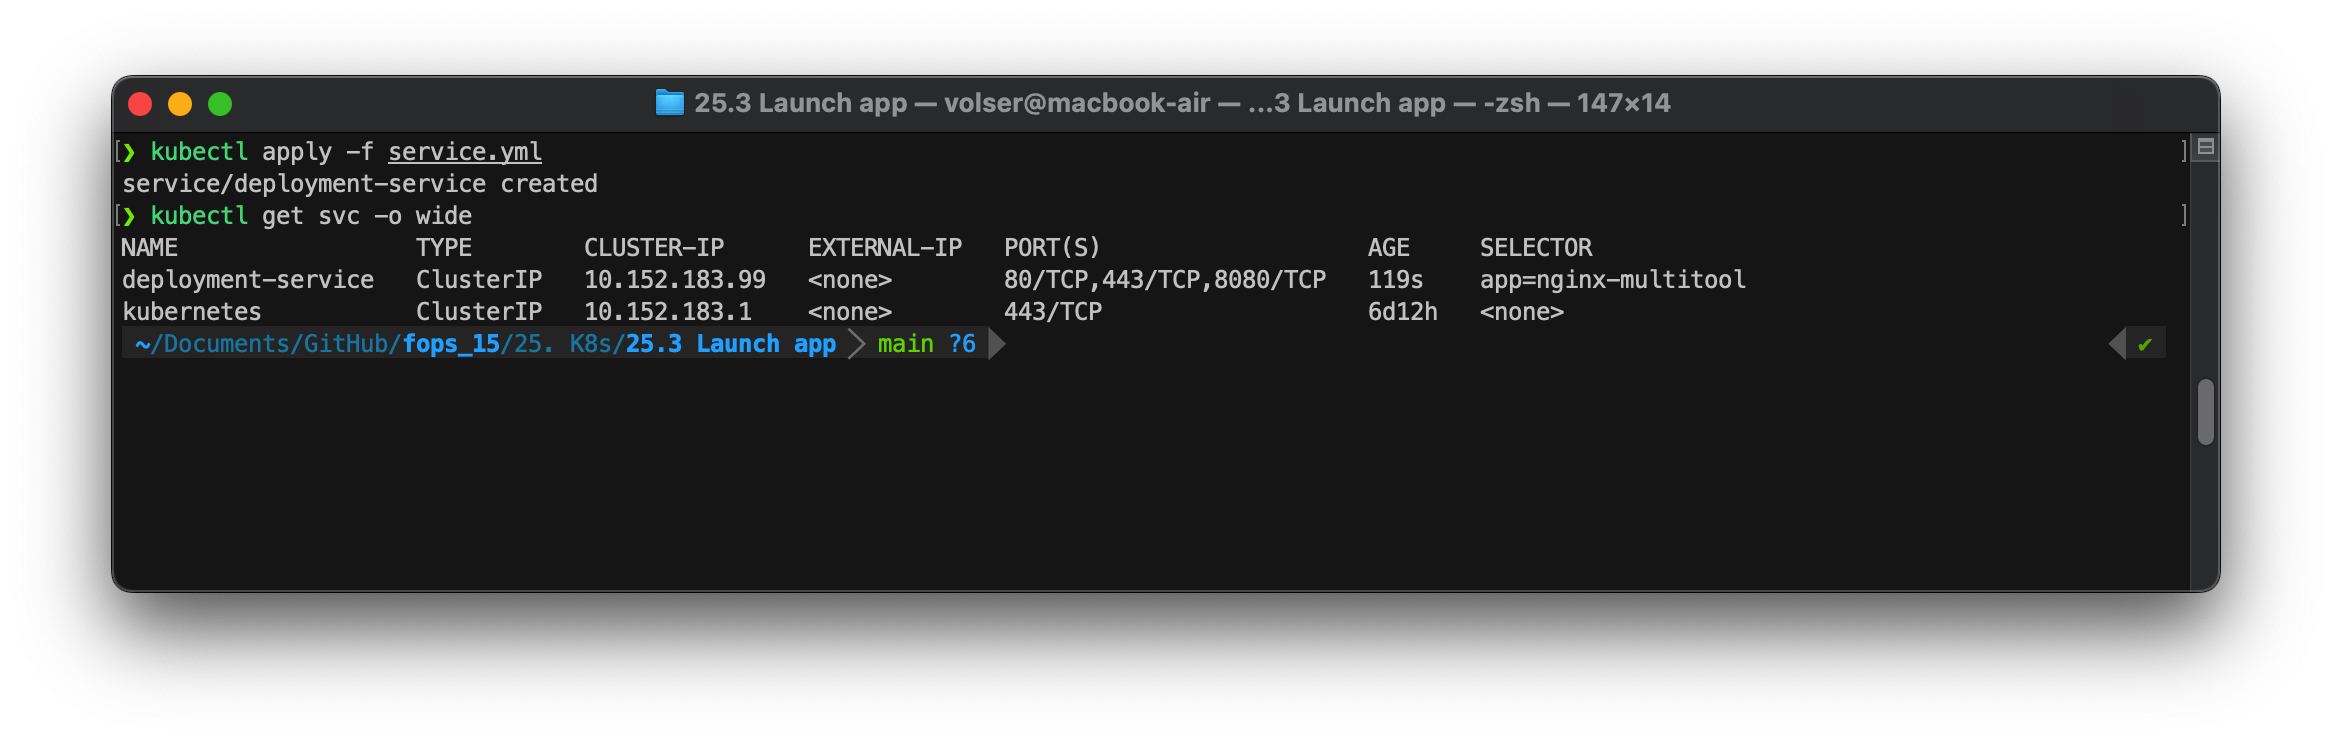 25.3 Launch app — volser@macbook-air — ...3 Launch app — -zsh — 147×14
[❯ kubectl apply -f service.yml ]
service/deployment-service created
[❯ kubectl get svc -o wide ]
NAME                 TYPE        CLUSTER-IP      EXTERNAL-IP   PORT(S)                   AGE     SELECTOR
deployment-service   ClusterIP   10.152.183.99   <none>        80/TCP,443/TCP,8080/TCP   119s    app=nginx-multitool
kubernetes           ClusterIP   10.152.183.1    <none>        443/TCP                   6d12h   <none>
~/Documents/GitHub/fops_15/25. K8s/25.3 Launch app main ?6 ✔